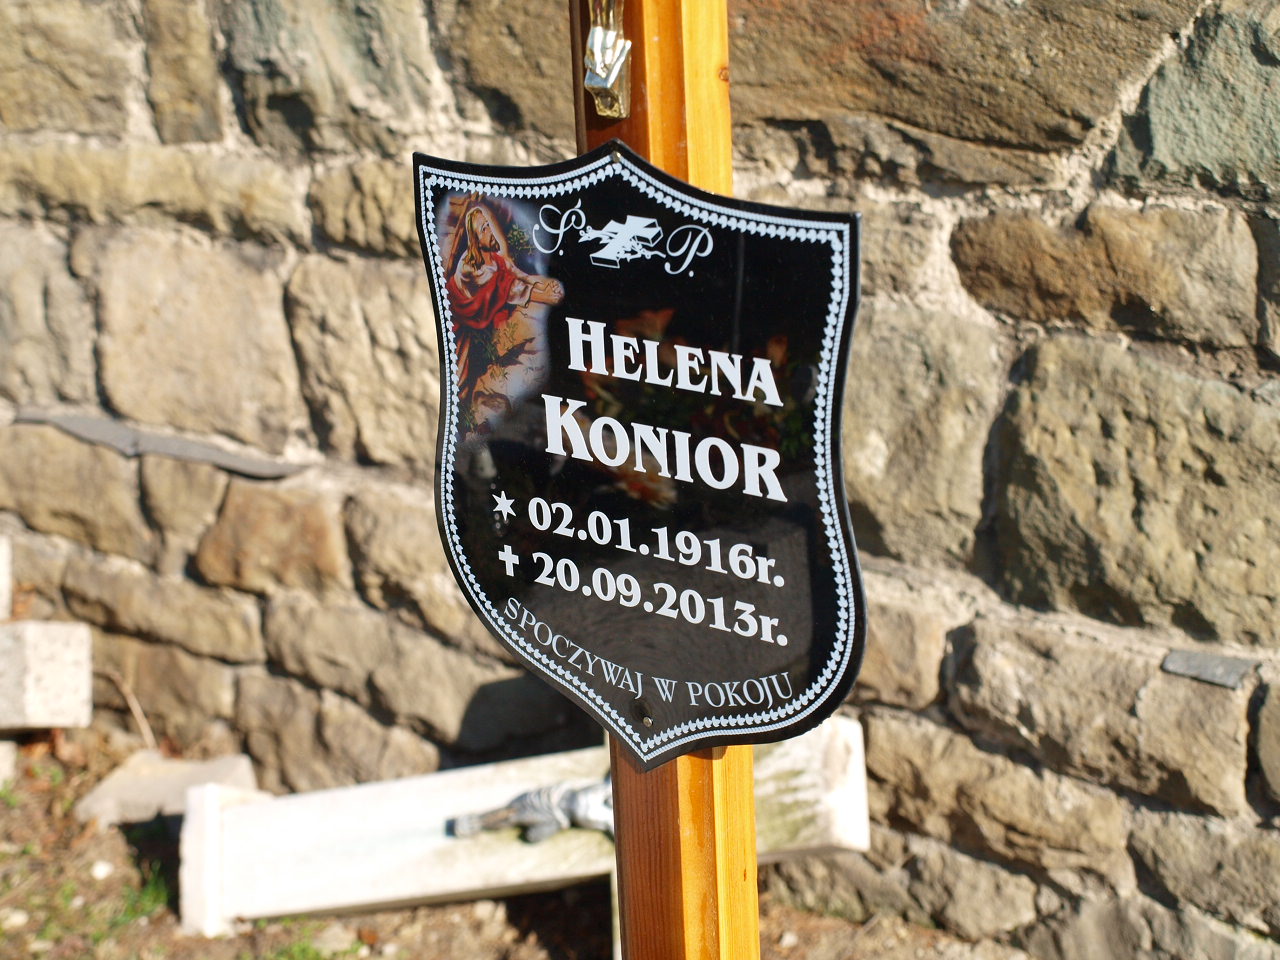 Ś. P.
HELENA
KONIOR
✶ 02.01.1916r.
✝ 20.09.2013r.
SPOCZYWAJ W POKOJU